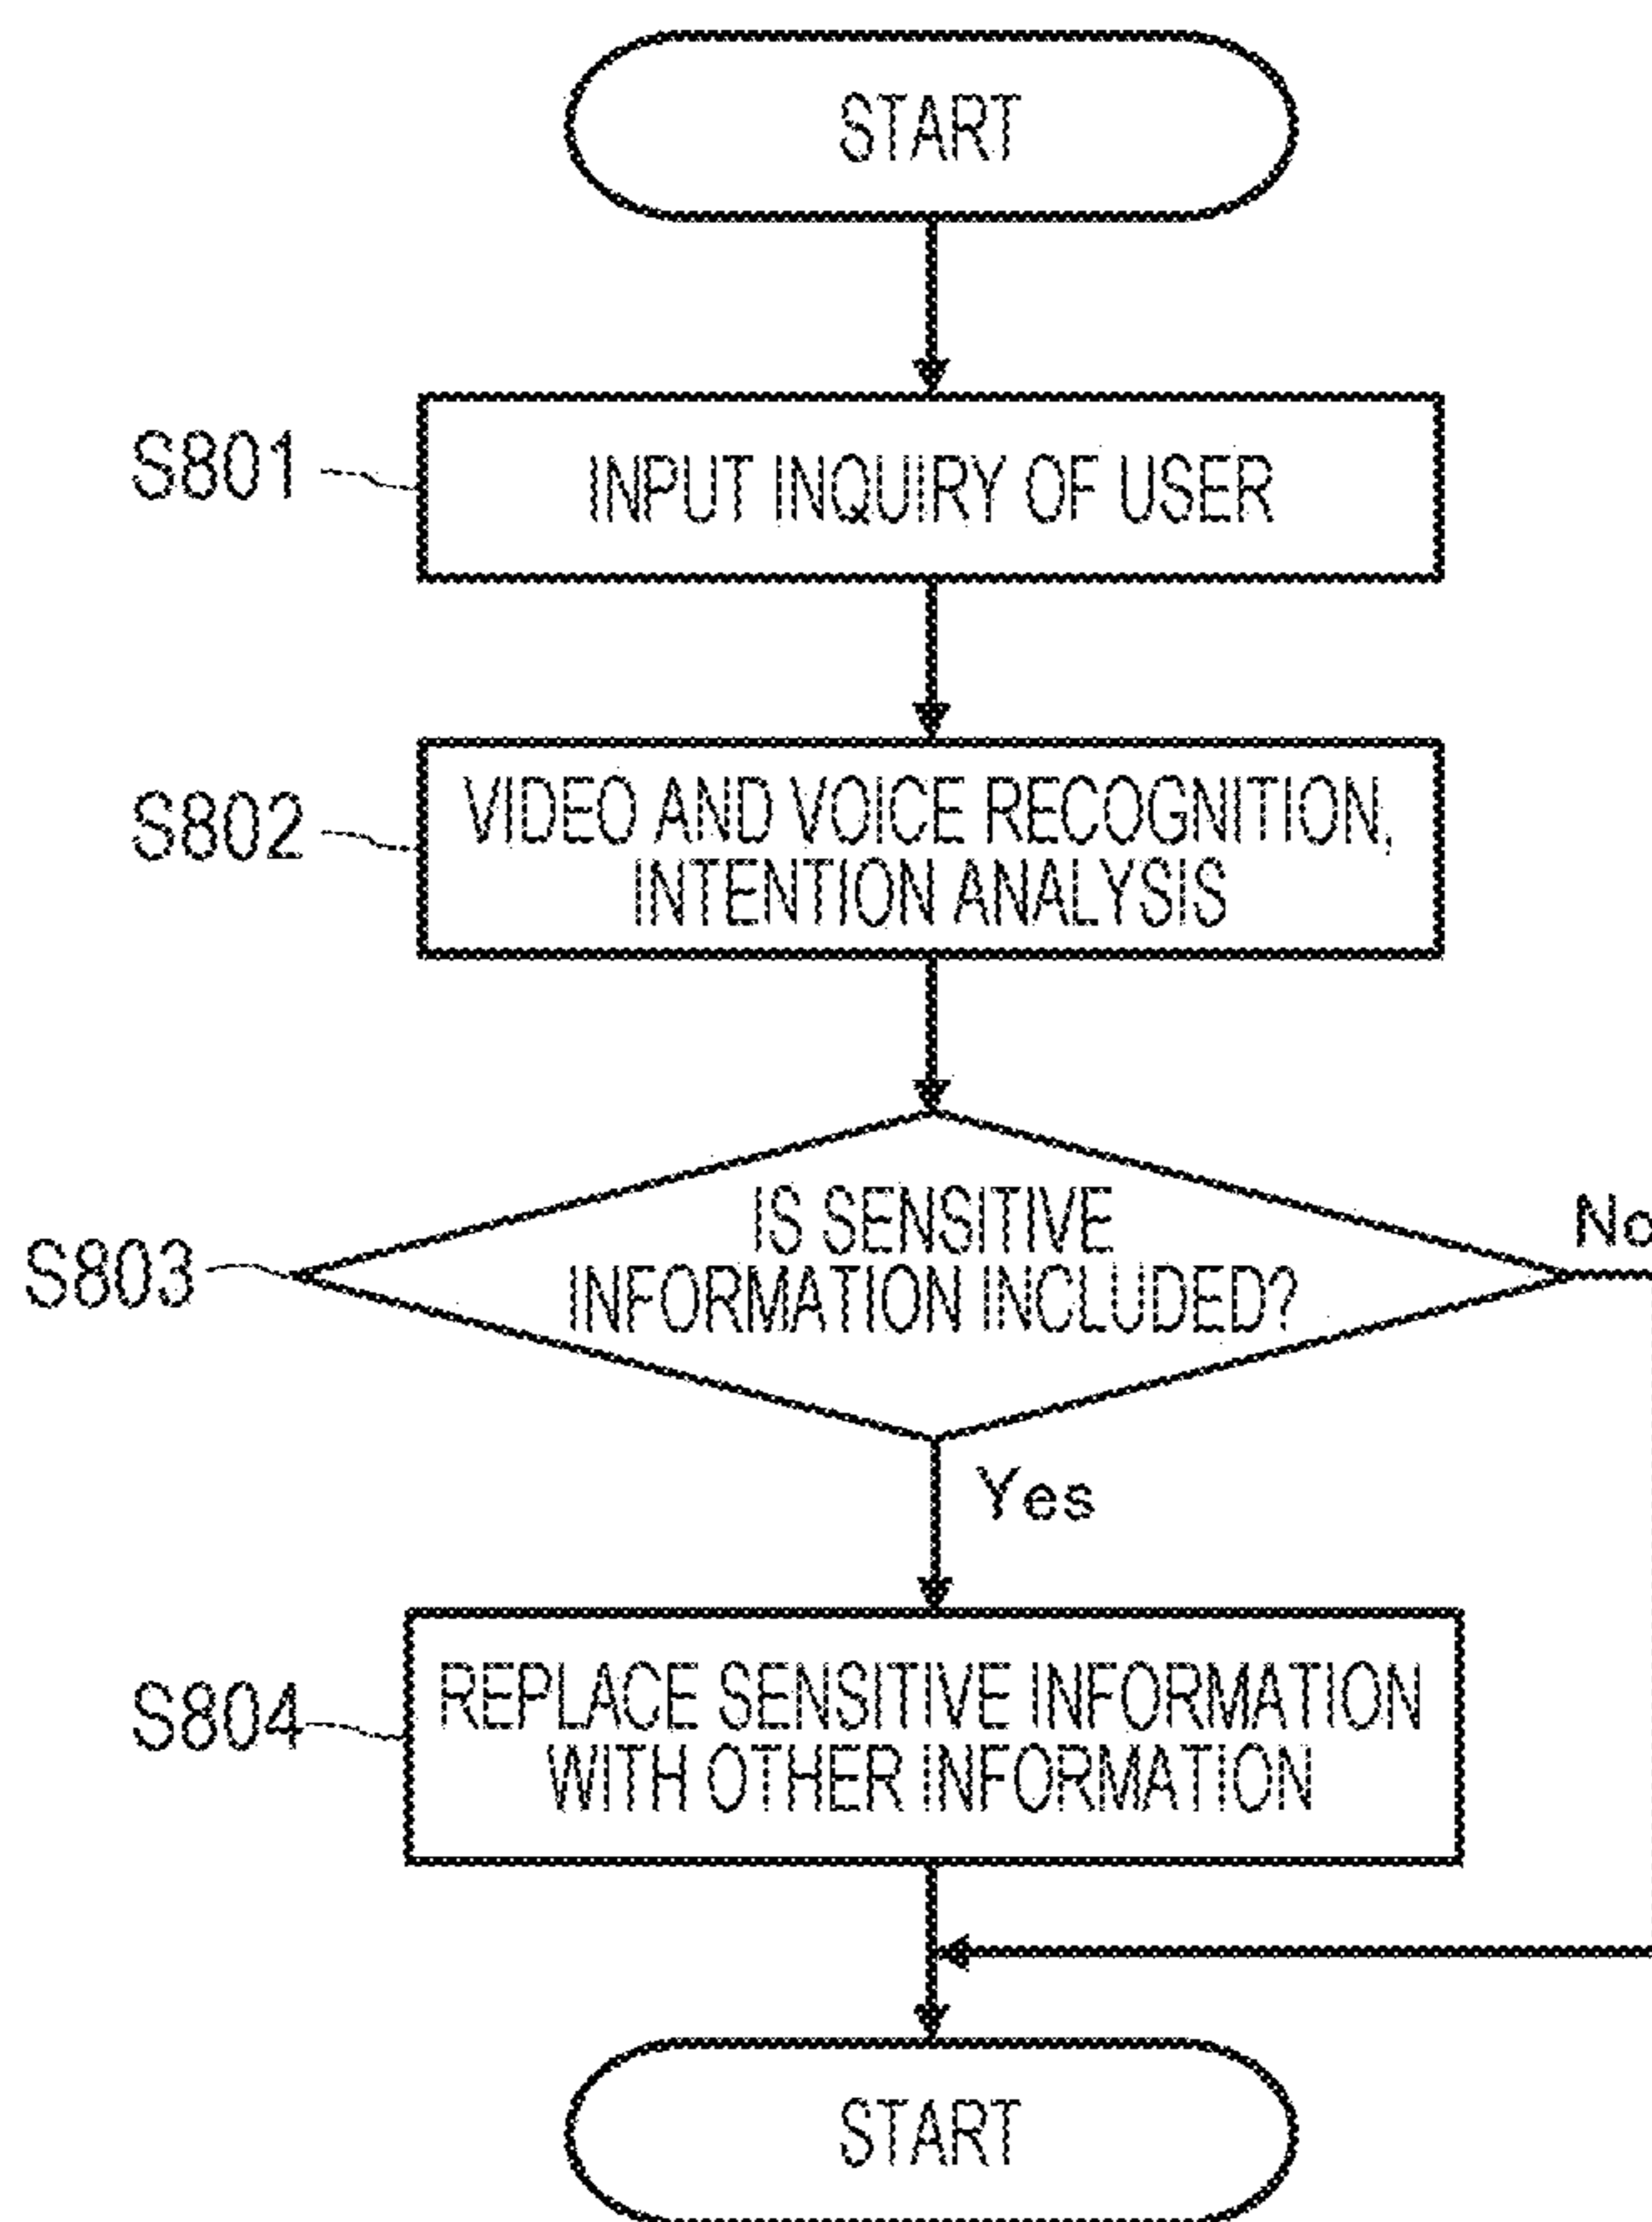 START
S801
INPUT INQUIRY OF USER
S802
VIDEO AND VOICE RECOGNITION,
INTENTION ANALYSIS
S803
IS SENSITIVE
INFORMATION INCLUDED?
No
Yes
S804
REPLACE SENSITIVE INFORMATION
WITH OTHER INFORMATION
START